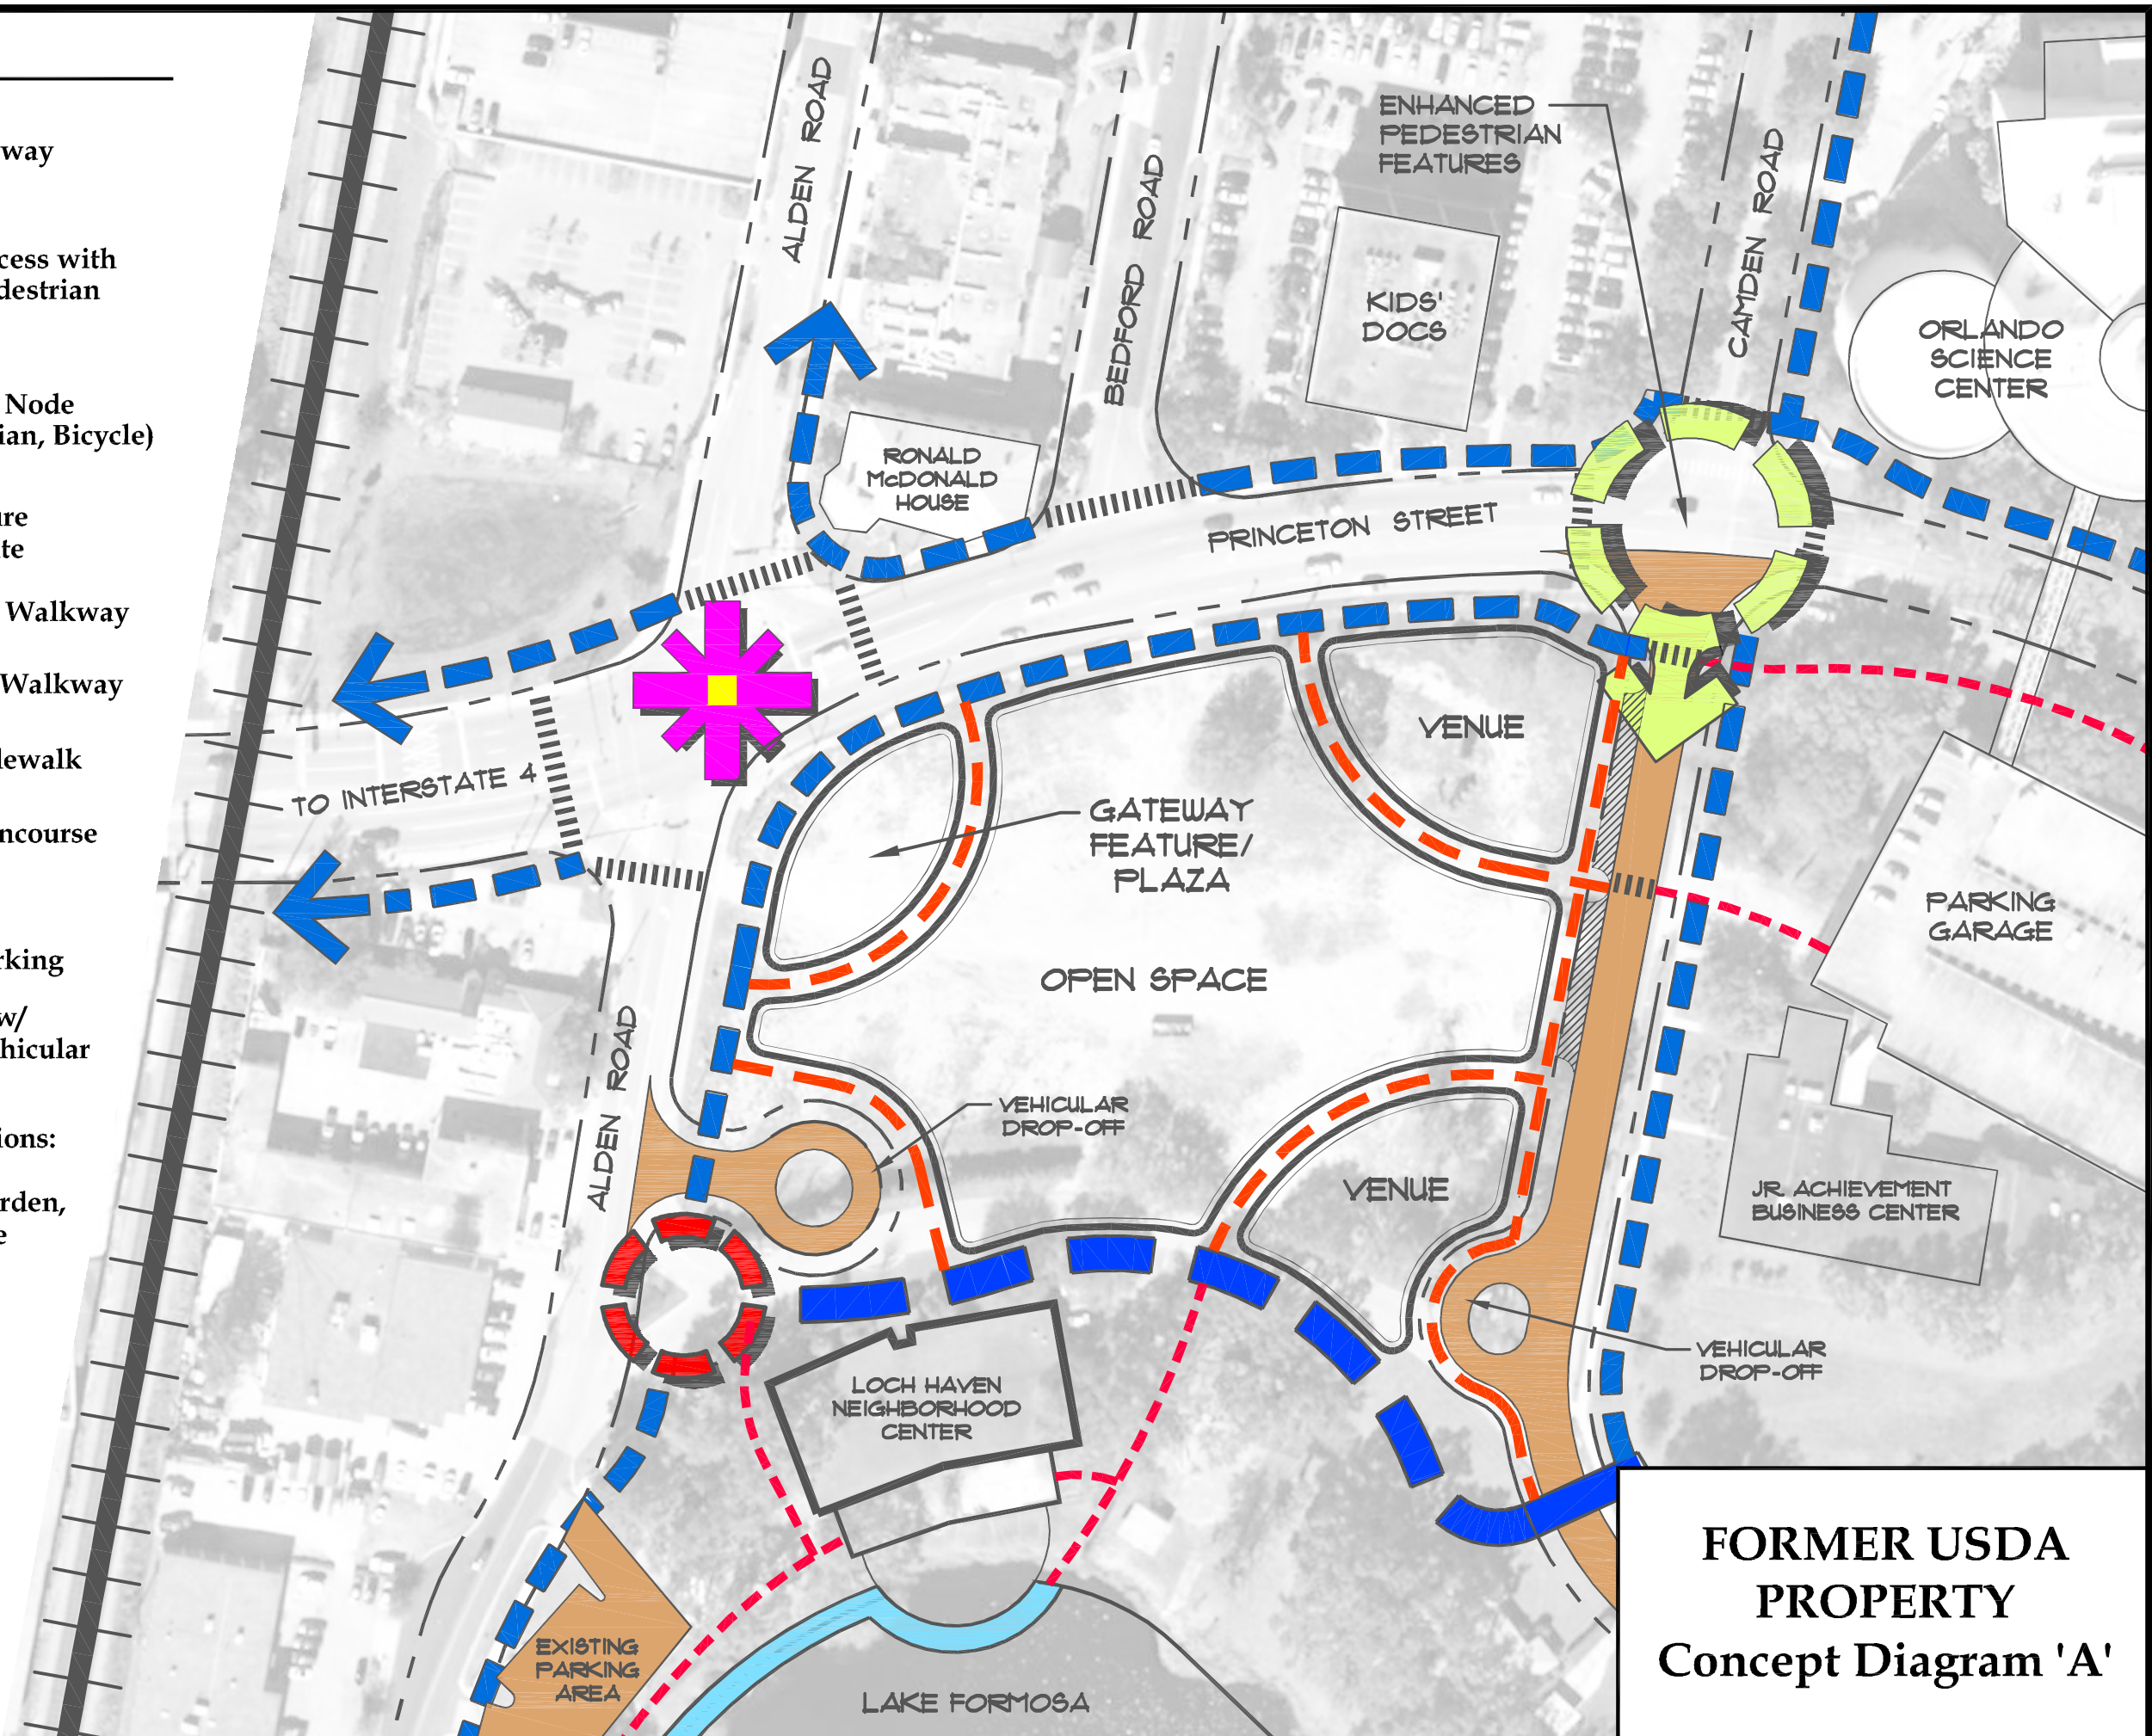 way
cess with
destrian
Node
ian, Bicycle)
ure
te
Walkway
Walkway
lewalk
ncourse
rking
w/
hicular
ions:
rden,
e
ALDEN ROAD
BEDFORD ROAD
ENHANCED
PEDESTRIAN
FEATURES
CAMDEN ROAD
KIDS'
DOCS
ORLANDO
SCIENCE
CENTER
RONALD
McDONALD
HOUSE
PRINCETON STREET
TO INTERSTATE 4
VENUE
GATEWAY
FEATURE/
PLAZA
OPEN SPACE
PARKING
GARAGE
ALDEN ROAD
VEHICULAR
DROP-OFF
VENUE
JR. ACHIEVEMENT
BUSINESS CENTER
VEHICULAR
DROP-OFF
LOCH HAVEN
NEIGHBORHOOD
CENTER
EXISTING
PARKING
AREA
LAKE FORMOSA
FORMER USDA
PROPERTY
Concept Diagram 'A'